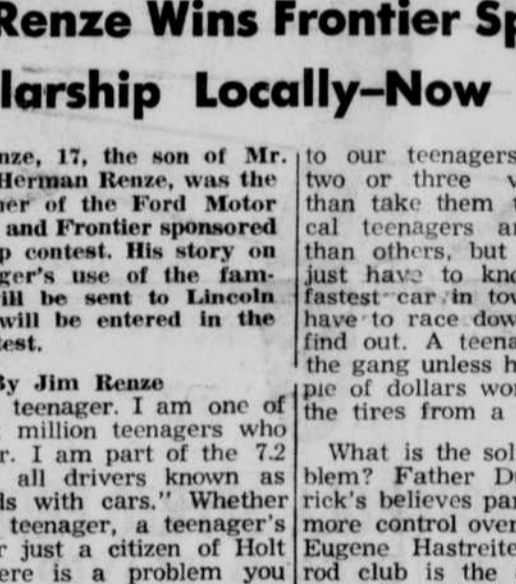 Renze Wins Frontier Sp
larship Locally—Now
nze, 17, the son of Mr.
Herman Renze, was the
ner of the Ford Motor
and Frontier sponsored
p contest. His story on
ger's use of the fam-
ill be sent to Lincoln
will be entered in the
test.
By Jim Renze
teenager. I am one of
million teenagers who
r. I am part of the 7.2
all drivers known as
ds with cars." Whether
teenager, a teenager's
r just a citizen of Holt
ere is a problem you
to our teenagers
two or three v
than take them t
cal teenagers ar
than others, but
just have to kno
fastest car in tow
have to race dow
find out. A teena
the gang unless h
ple of dollars wor
the tires from a
What is the sol
blem? Father Du
rick's believes par
more control over
Eugene Hastreite
rod club is the